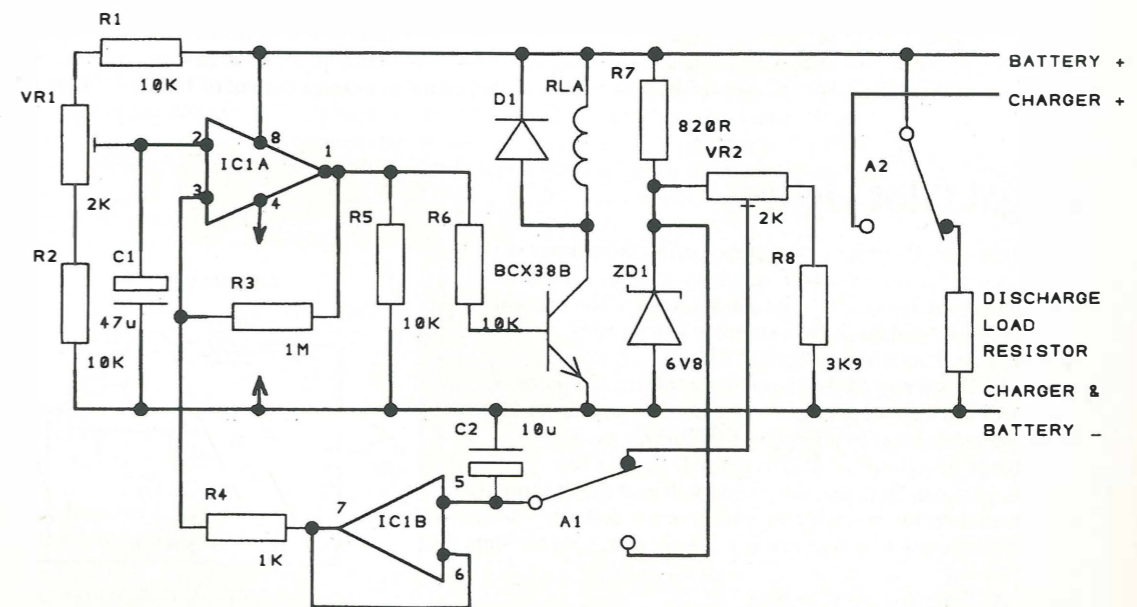 R1
10K
VR1
2K
R2
10K
C1
47u
2
3
8
IC1A
4
1
R3
1M
R5
10K
R6
10K
D1
RLA
BCX38B
R7
820R
VR2
2K
ZD1
6V8
R8
3K9
A2
BATTERY +
CHARGER +
DISCHARGE
LOAD
RESISTOR
CHARGER &
BATTERY -
C2
10u
R4
1K
7
IC1B
5
6
A1